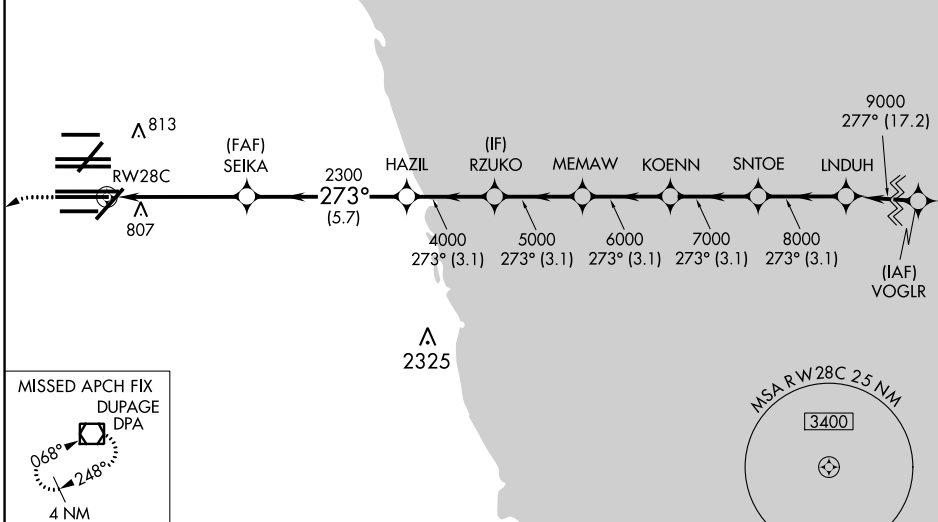 9000
277° (17.2)
813
(FAF)
SEIKA
(IF)
RZUKO
HAZIL
MEMAW
KOENN
SNTOE
LNDUH
RW28C
2300
273°
(5.7)
807
4000
273° (3.1)
5000
273° (3.1)
6000
273° (3.1)
7000
273° (3.1)
8000
273° (3.1)
(IAF)
VOGLR
2325
MISSED APCH FIX
DUPAGE
DPA
068°
248°
4 NM
MSA RW28C 25 NM
3400